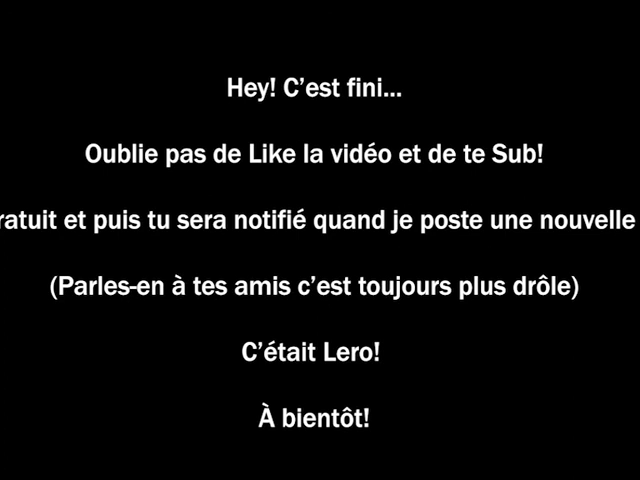 Hey! C’est fini...
Oublie pas de Like la vidéo et de te Sub!
ratuit et puis tu sera notifié quand je poste une nouvelle
(Parles-en à tes amis c’est toujours plus drôle)
C’était Lero!
À bientôt!